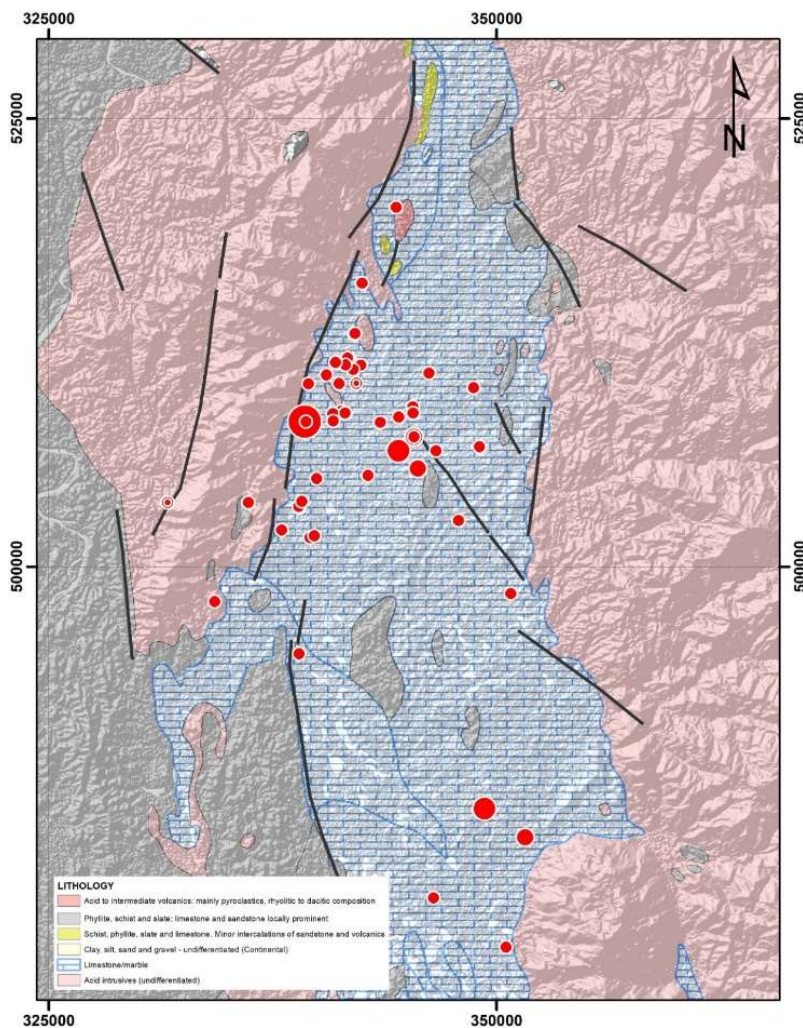 325000 350000
525000 525000
N
500000 500000
LITHOLOGY
Acid to intermediate volcanics: mainly pyroclastics, rhyolitic to dacitic composition
Phyllite, schist and slate; limestone and sandstone locally prominent
Schist, phyllite, slate and limestone. Minor intercalations of sandstone and volcanics
Clay, silt, sand and gravel - undifferentiated (Continental)
Limestone/marble
Acid intrusives (undifferentiated)
325000 350000